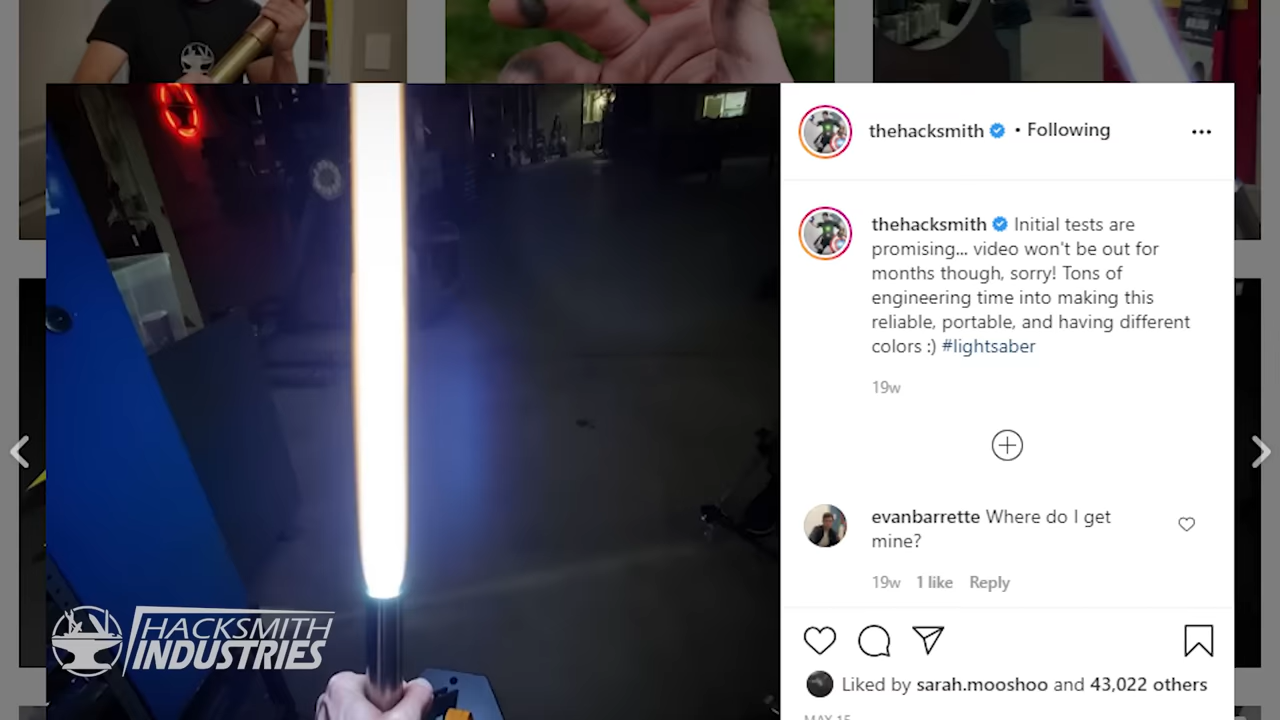 thehacksmith • Following
thehacksmith Initial tests are
promising... video won't be out for
months though, sorry! Tons of
engineering time into making this
reliable, portable, and having different
colors :) #lightsaber
19w
evanbarrette Where do I get
mine?
19w 1 like Reply
HACKSMITH
INDUSTRIES
Liked by sarah.mooshoo and 43,022 others
MAY 15